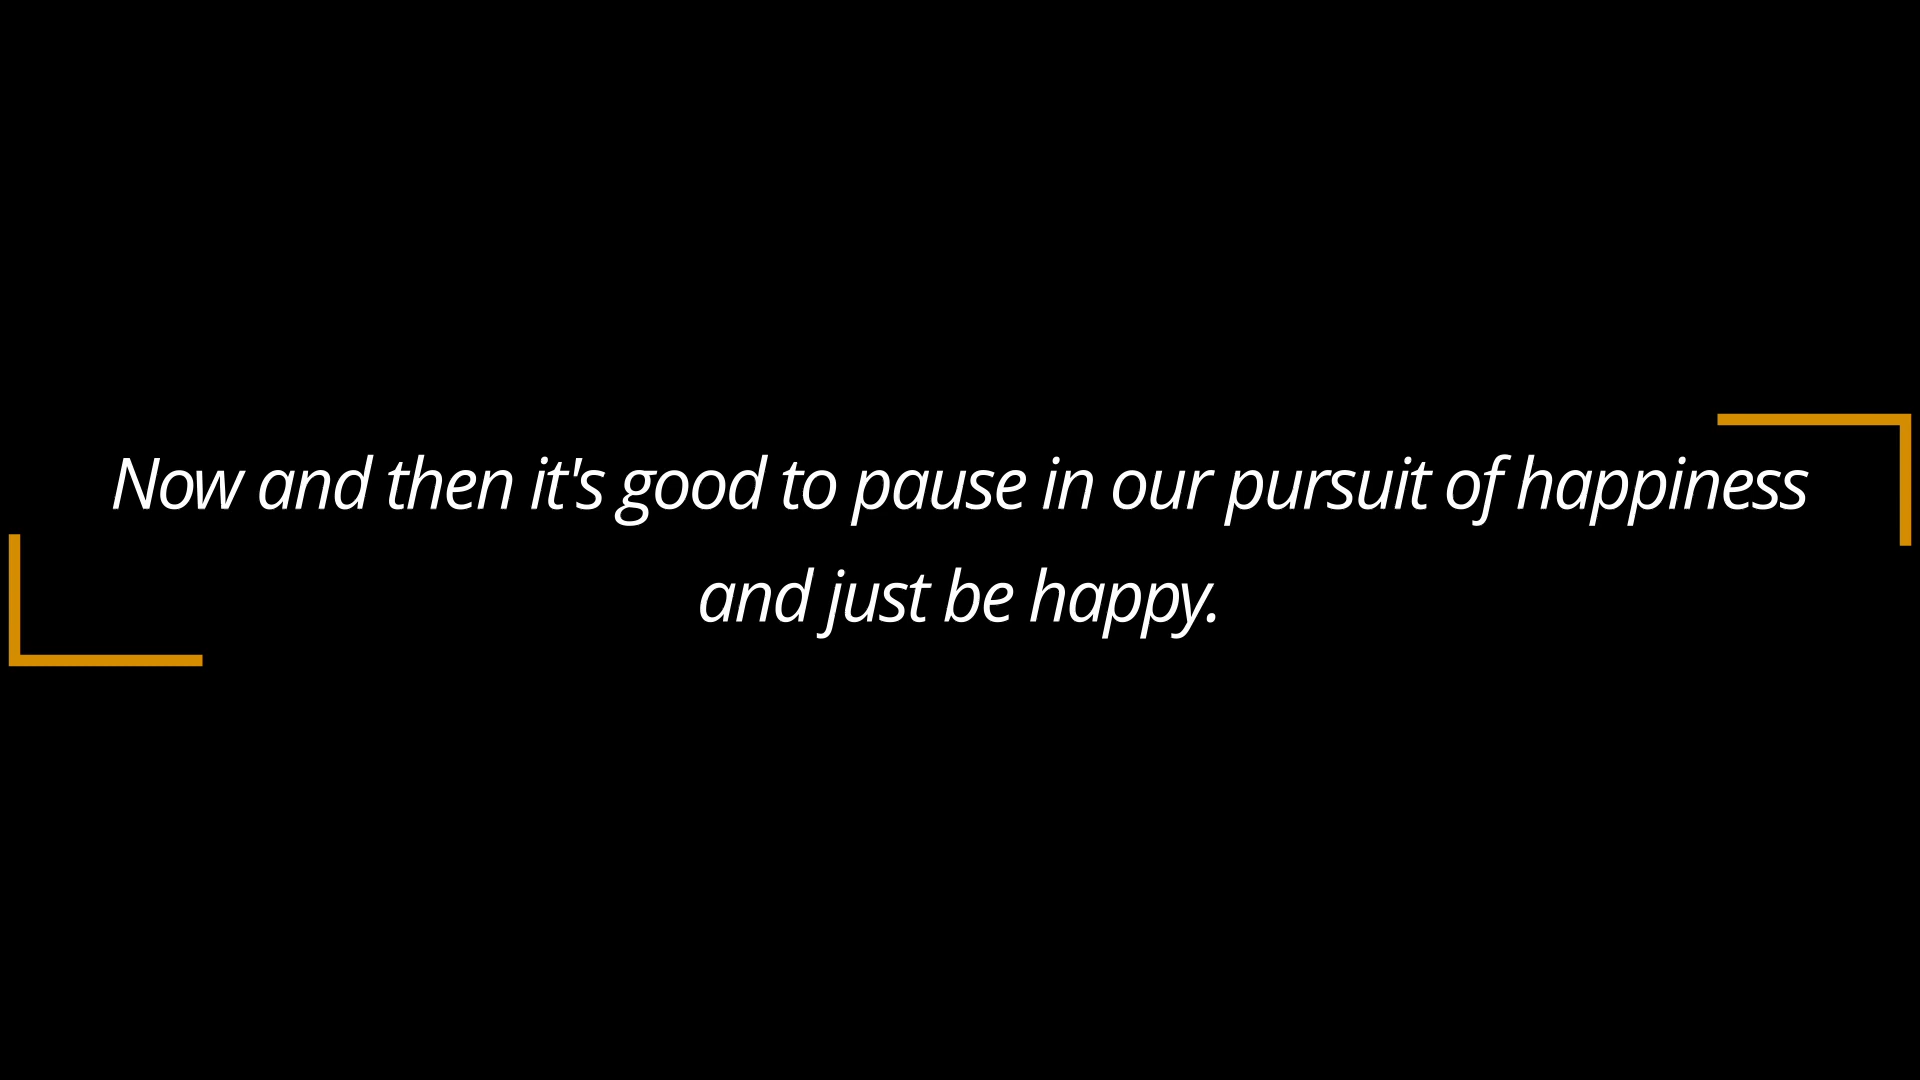 Now and then it's good to pause in our pursuit of happiness
and just be happy.